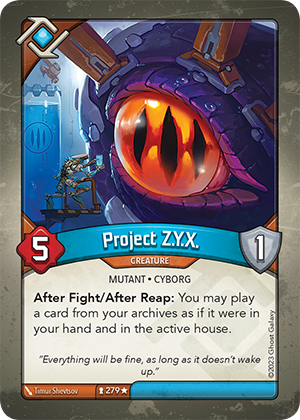 Project Z.Y.X.
5
1
CREATURE
MUTANT • CYBORG
After Fight/After Reap: You may
play a card from your archives as if it were in
your hand and in the active house.
"Everything will be fine, as long as it doesn't wake
up."
Timur Shevtsov
279★
©2023 Ghost Galaxy